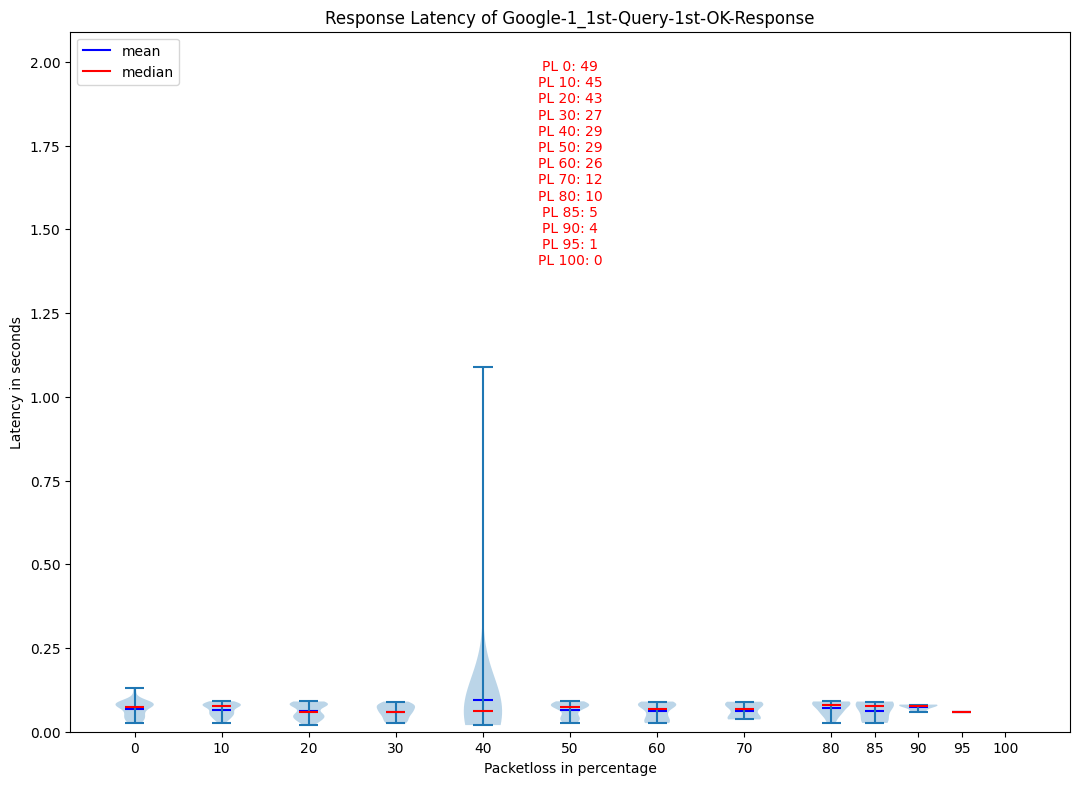 Response Latency of Google-1_1st-Query-1st-OK-Response
mean
median
PL 0: 49
PL 10: 45
PL 20: 43
PL 30: 27
PL 40: 29
PL 50: 29
PL 60: 26
PL 70: 12
PL 80: 10
PL 85: 5
PL 90: 4
PL 95: 1
PL 100: 0
Latency in seconds
2.00
1.75
1.50
1.25
1.00
0.75
0.50
0.25
0.00
0 10 20 30 40 50 60 70 80 85 90 95 100
Packetloss in percentage